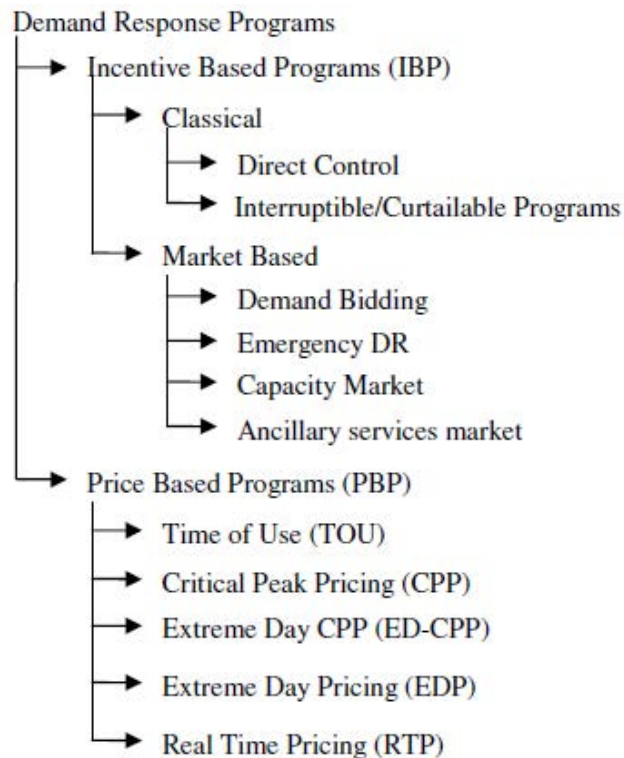 Demand Response Programs
Incentive Based Programs (IBP)
Classical
Direct Control
Interruptible/Curtailable Programs
Market Based
Demand Bidding
Emergency DR
Capacity Market
Ancillary services market
Price Based Programs (PBP)
Time of Use (TOU)
Critical Peak Pricing (CPP)
Extreme Day CPP (ED-CPP)
Extreme Day Pricing (EDP)
Real Time Pricing (RTP)